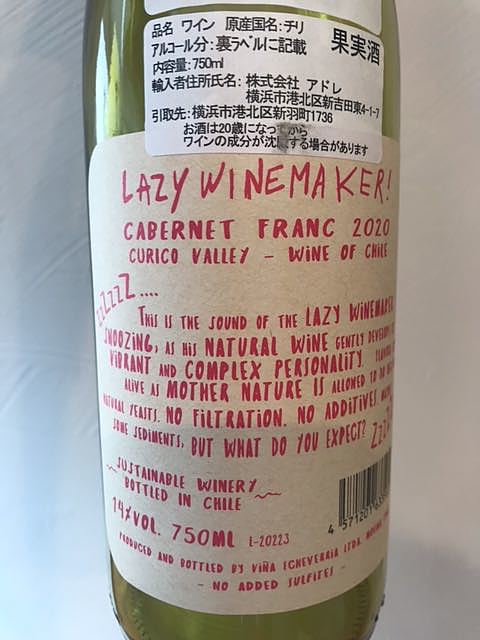 品名 ワイン 原産国名:チリ
アルコール分:裏ラベルに記載 果実酒
内容量:750ml
輸入者住所氏名: 株式会社 アドレ
横浜市港北区新吉田東4-1-7
引取先:横浜市港北区新羽町1736
お酒は20歳になってから
ワインの成分が沈殿する場合があります
LAZY WINEMAKER!
CABERNET FRANC 2020
CURICO VALLEY - WINE OF CHILE
zZZzzZ....
THIS IS THE SOUND OF THE LAZY WINEMAKER
SNOOZING, AS HIS NATURAL WINE GENTLY
VIBRANT AND COMPLEX PERSONALITY.
ALIVE AS MOTHER NATURE IS ALLOWED TO DO
NATURAL YEASTS. NO FILTRATION. NO ADDITIVES
SOME SEDIMENTS, BUT WHAT DO YOU EXPECT?
SUSTAINABLE WINERY
BOTTLED IN CHILE
14%VOL. 750ML L-20223
4 571201
PRODUCED AND BOTTLED BY VIÑA ECHEVERRIA LTDA.
- NO ADDED SULFITES -